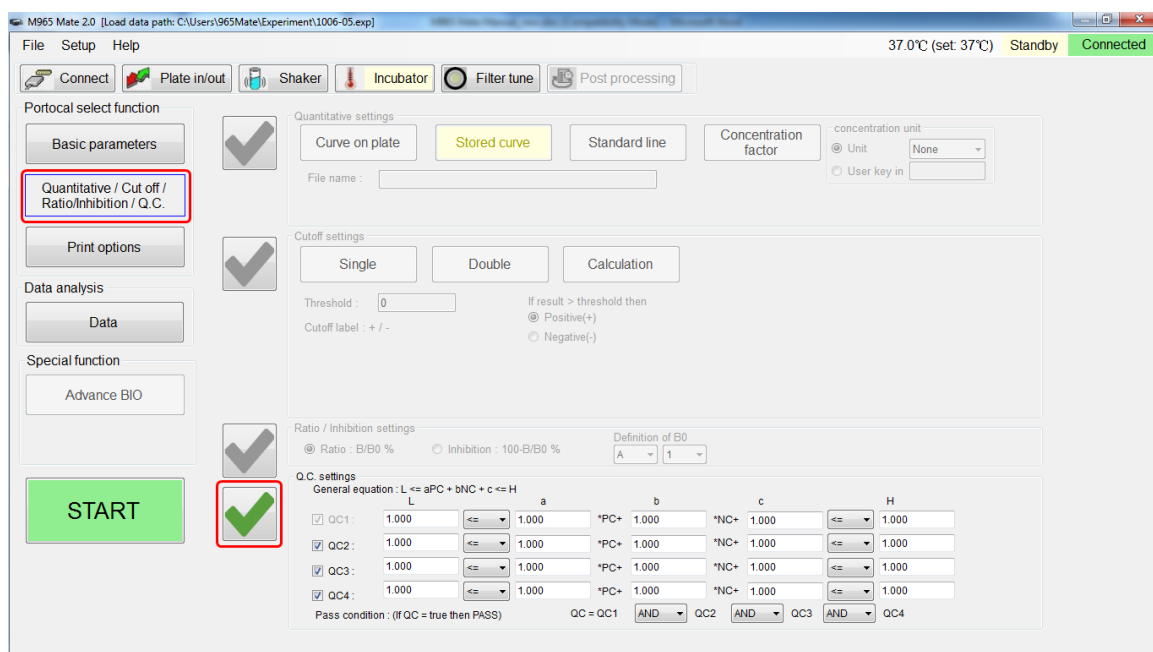 M965 Mate 2.0 [Load data path: C:\Users\965Mate\Experiment\1006-05.exp]
File Setup Help 37.0℃ (set: 37℃) Standby Connected
Connect Plate in/out Shaker Incubator Filter tune Post processing
Portocal select function
Basic parameters
Quantitative / Cut off /
Ratio/Inhibition / Q.C.
Print options
Data analysis
Data
Special function
Advance BIO
START
Quantitative settings
Curve on plate Stored curve Standard line Concentration
factor
concentration unit
Unit None
User key in
File name :
Cutoff settings
Single Double Calculation
Threshold : 0
Cutoff label : + / -
If result > threshold then
Positive(+)
Negative(-)
Ratio / Inhibition settings
Ratio : B/B0 % Inhibition : 100-B/B0 %
Definition of B0
A 1
Q.C. settings
General equation : L <= aPC + bNC + c <= H
L a b c H
QC1 : 1.000 <= 1.000 *PC+ 1.000 *NC+ 1.000 <= 1.000
QC2 : 1.000 <= 1.000 *PC+ 1.000 *NC+ 1.000 <= 1.000
QC3 : 1.000 <= 1.000 *PC+ 1.000 *NC+ 1.000 <= 1.000
QC4 : 1.000 <= 1.000 *PC+ 1.000 *NC+ 1.000 <= 1.000
Pass condition : (If QC = true then PASS) QC = QC1 AND QC2 AND QC3 AND QC4